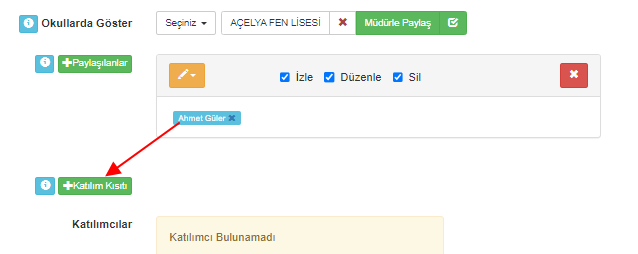 Okullarda Göster Seçiniz AÇELYA FEN LİSESİ Müdürle Paylaş
Paylaşılanlar
İzle Düzenle Sil
Ahmet Güler
Katılım Kısıtı
Katılımcılar
Katılımcı Bulunamadı